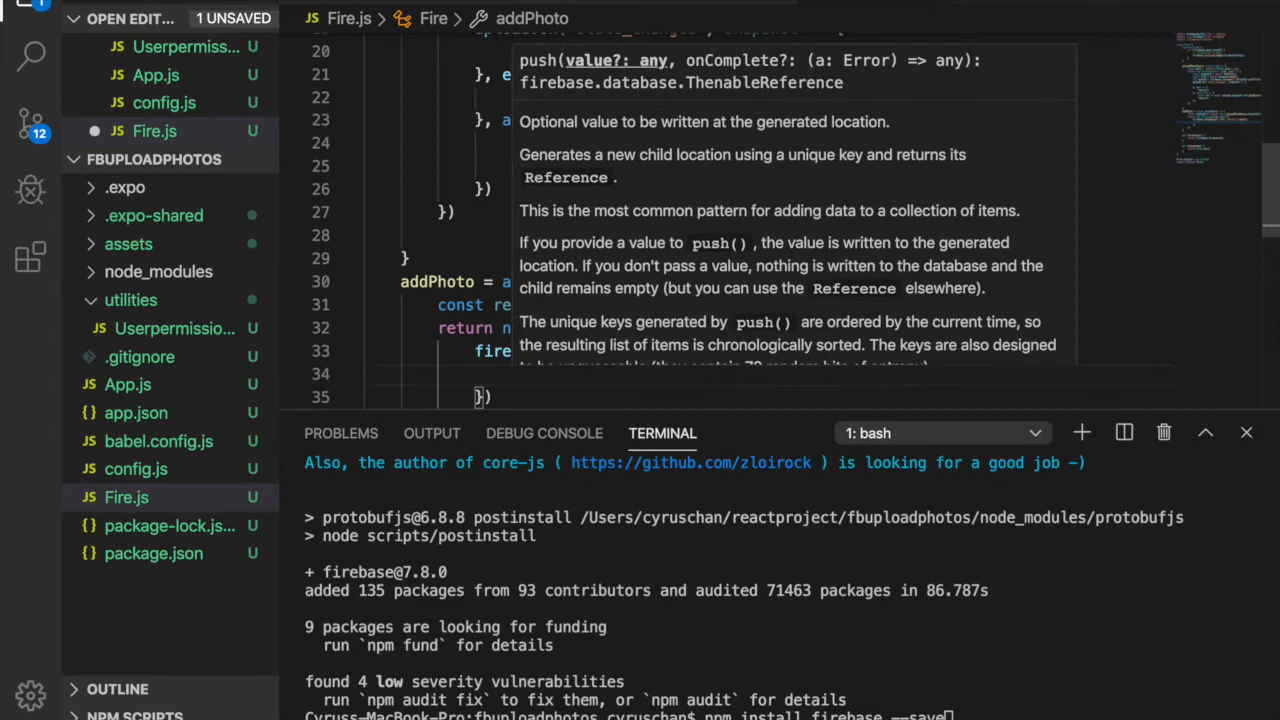 1
OPEN EDIT... 1 UNSAVED
JS Userpermiss... U
JS App.js U
JS config.js U
JS Fire.js U
12
FBUPLOADPHOTOS
.expo
.expo-shared
assets
node_modules
utilities
JS Userpermissio... U
.gitignore U
JS App.js U
{} app.json U
JS babel.config.js U
JS config.js U
JS Fire.js U
{} package-lock.js... U
{} package.json U
OUTLINE
NPM SCRIPTS
JS Fire.js > Fire > addPhoto
20
21 }, e
22
23 }, a
24
25
26 })
27 })
28
29 }
30 addPhoto = a
31 const re
32 return n
33 fire
34
35 })
push(value?: any, onComplete?: (a: Error) => any):
firebase.database.ThenableReference
Optional value to be written at the generated location.
Generates a new child location using a unique key and returns its
Reference .
This is the most common pattern for adding data to a collection of items.
If you provide a value to push() , the value is written to the generated
location. If you don't pass a value, nothing is written to the database and the
child remains empty (but you can use the Reference elsewhere).
The unique keys generated by push() are ordered by the current time, so
the resulting list of items is chronologically sorted. The keys are also designed
PROBLEMS OUTPUT DEBUG CONSOLE TERMINAL 1: bash
Also, the author of core-js ( https://github.com/zloirock ) is looking for a good job -)
> protobufjs@6.8.8 postinstall /Users/cyruschan/reactproject/fbuploadphotos/node_modules/protobufjs
> node scripts/postinstall
+ firebase@7.8.0
added 135 packages from 93 contributors and audited 71463 packages in 86.787s
9 packages are looking for funding
run `npm fund` for details
found 4 low severity vulnerabilities
run `npm audit fix` to fix them, or `npm audit` for details
Cyruss-MacBook-Pro:fbuploadphotos cyruschan$ npm install firebase --save